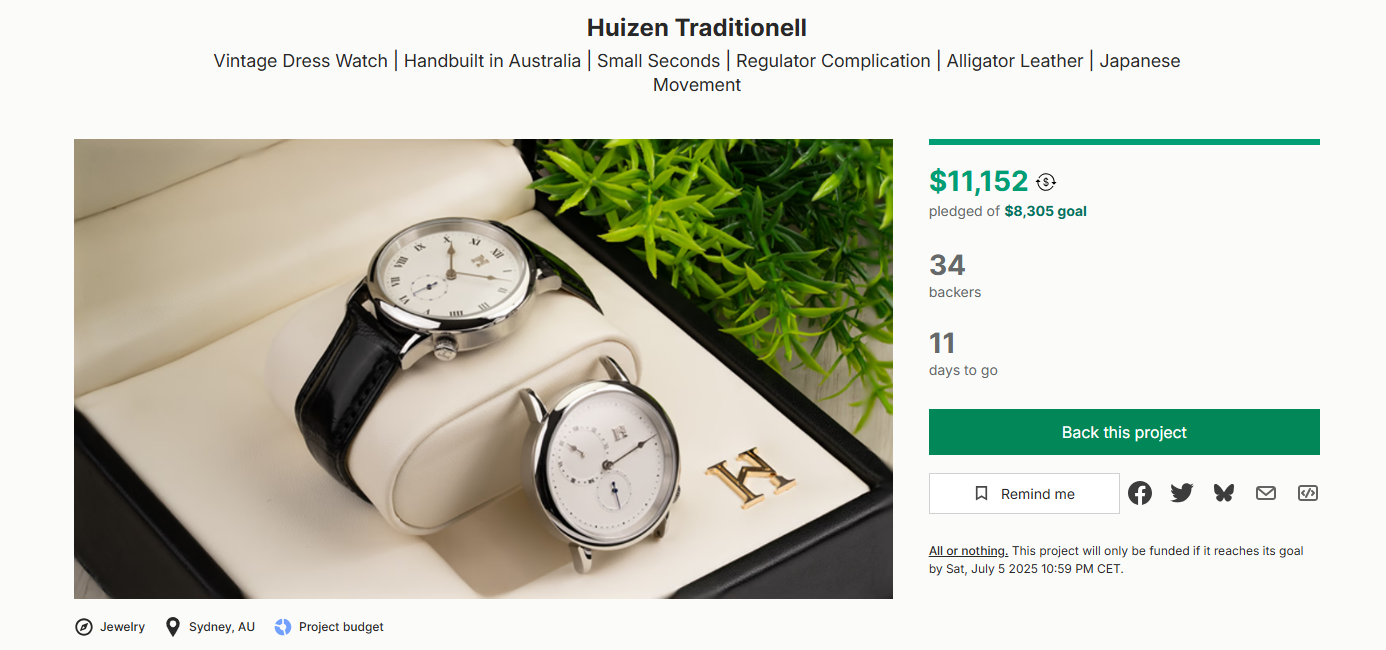 Huizen Traditionell
Vintage Dress Watch | Handbuilt in Australia | Small Seconds | Regulator Complication | Alligator Leather | Japanese
Movement
$11,152
pledged of $8,305 goal
34
backers
11
days to go
Back this project
Remind me
All or nothing. This project will only be funded if it reaches its goal
by Sat, July 5 2025 10:59 PM CET.
Jewelry
Sydney, AU
Project budget